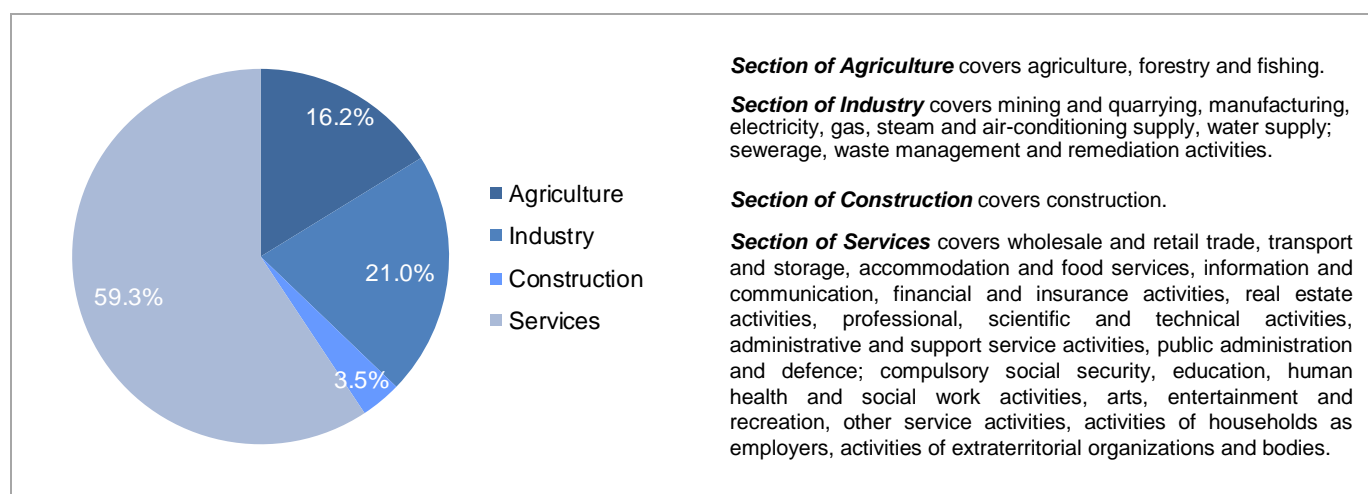 16.2%
21.0%
3.5%
59.3%
Agriculture
Industry
Construction
Services
Section of Agriculture covers agriculture, forestry and fishing.
Section of Industry covers mining and quarrying, manufacturing,
electricity, gas, steam and air-conditioning supply, water supply;
sewerage, waste management and remediation activities.
Section of Construction covers construction.
Section of Services covers wholesale and retail trade, transport
and storage, accommodation and food services, information and
communication, financial and insurance activities, real estate
activities, professional, scientific and technical activities,
administrative and support service activities, public administration
and defence; compulsory social security, education, human
health and social work activities, arts, entertainment and
recreation, other service activities, activities of households as
employers, activities of extraterritorial organizations and bodies.